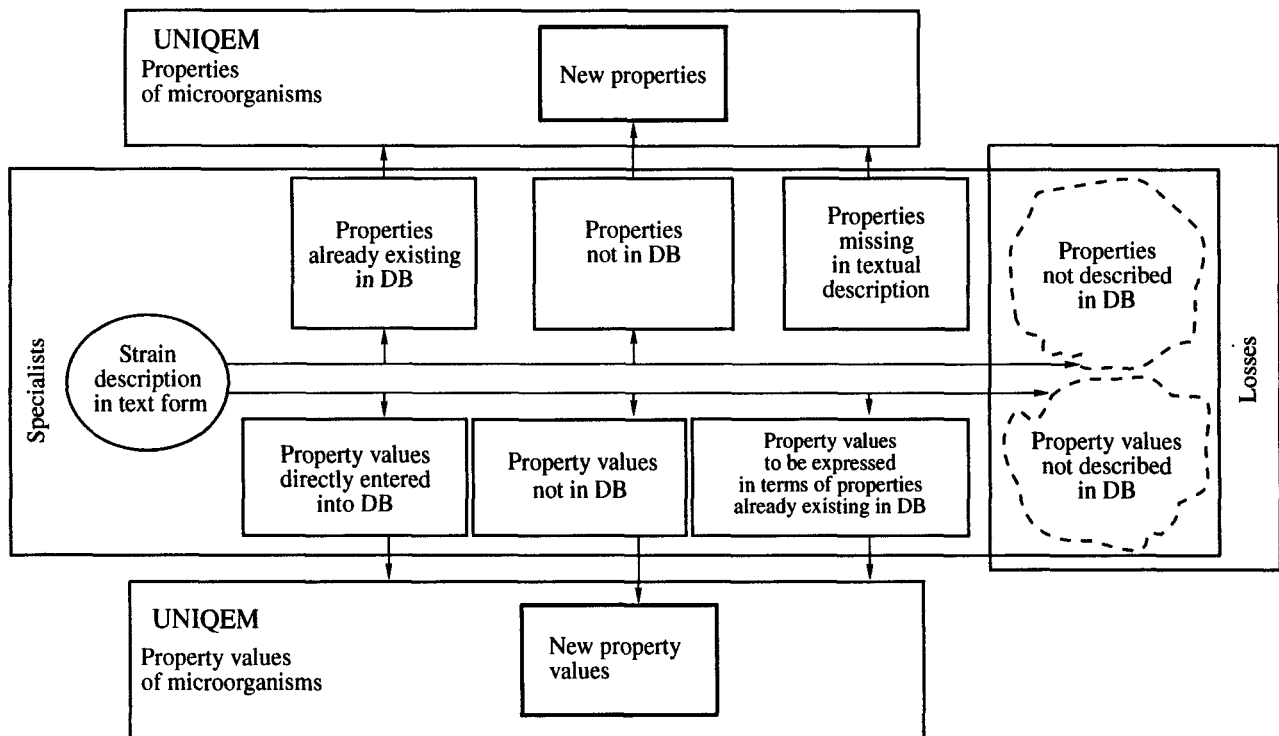 UNIQEM
Properties
of microorganisms
New properties
Specialists
Properties
already existing
in DB
Properties
not in DB
Properties
missing
in textual
description
Properties
not described
in DB
Losses
Strain
description
in text form
Property values
directly entered
into DB
Property values
not in DB
Property values
to be expressed
in terms of properties
already existing in DB
Property values
not described
in DB
UNIQEM
Property values
of microorganisms
New property
values